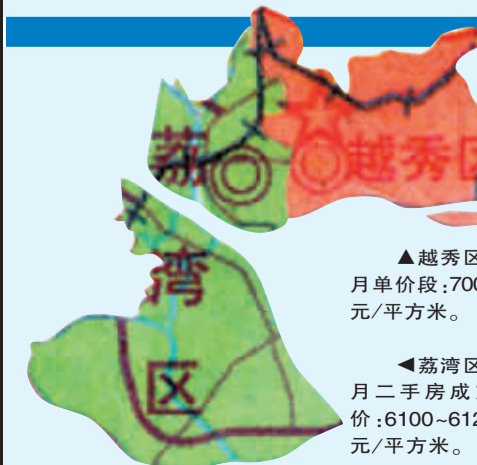 荔
越秀区
湾
区
▲越秀区
月单价段:700
元/平方米。
◀荔湾区
月二手房成
价:6100~612
元/平方米。